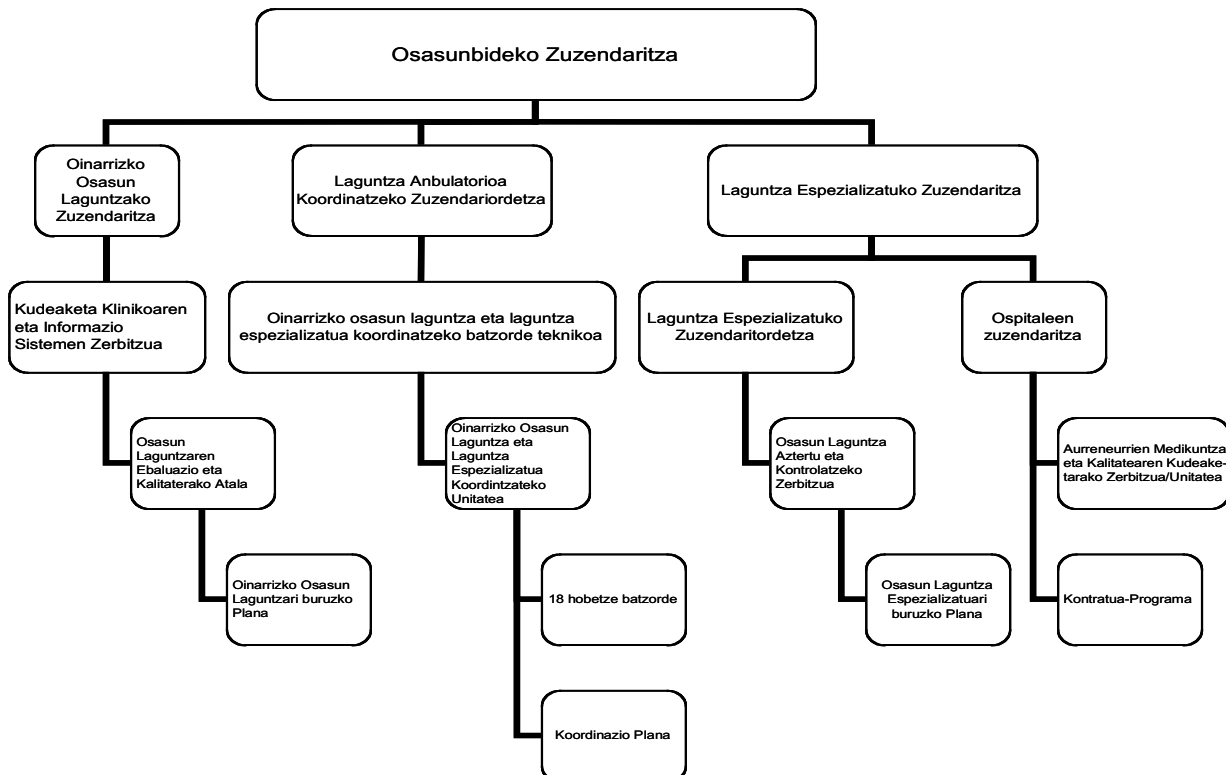 Osasunbideko Zuzendaritza
Oinarrizko
Osasun
Laguntzako
Zuzendaritza
Laguntza Anbulatorioa
Koordinatzeko Zuzendariordetza
Laguntza Espezializatuko Zuzendaritza
Kudeaketa Klinikoaren
eta Informazio
Sistemen Zerbitzua
Oinarrizko osasun laguntza eta laguntza
espezializatua koordinatzeko batzorde teknikoa
Laguntza Espezializatuko
Zuzendaritordetza
Ospitaleen
zuzendaritza
Osasun
Laguntzaren
Ebaluazio eta
Kalitaterako Atala
Oinarrizko Osasun
Laguntza eta
Laguntza
Espezializatua
Koordintzateko
Unitatea
Osasun Laguntza
Aztertu eta
Kontrolatzeko
Zerbitzua
Aurreneurrien Medikuntza
eta Kalitatearen Kudeake-
tarako Zerbitzua/Unitatea
Oinarrizko Osasun
Laguntzari buruzko
Plana
18 hobetze batzorde
Osasun Laguntza
Espezializatuari
buruzko Plana
Kontratua-Programa
Koordinazio Plana